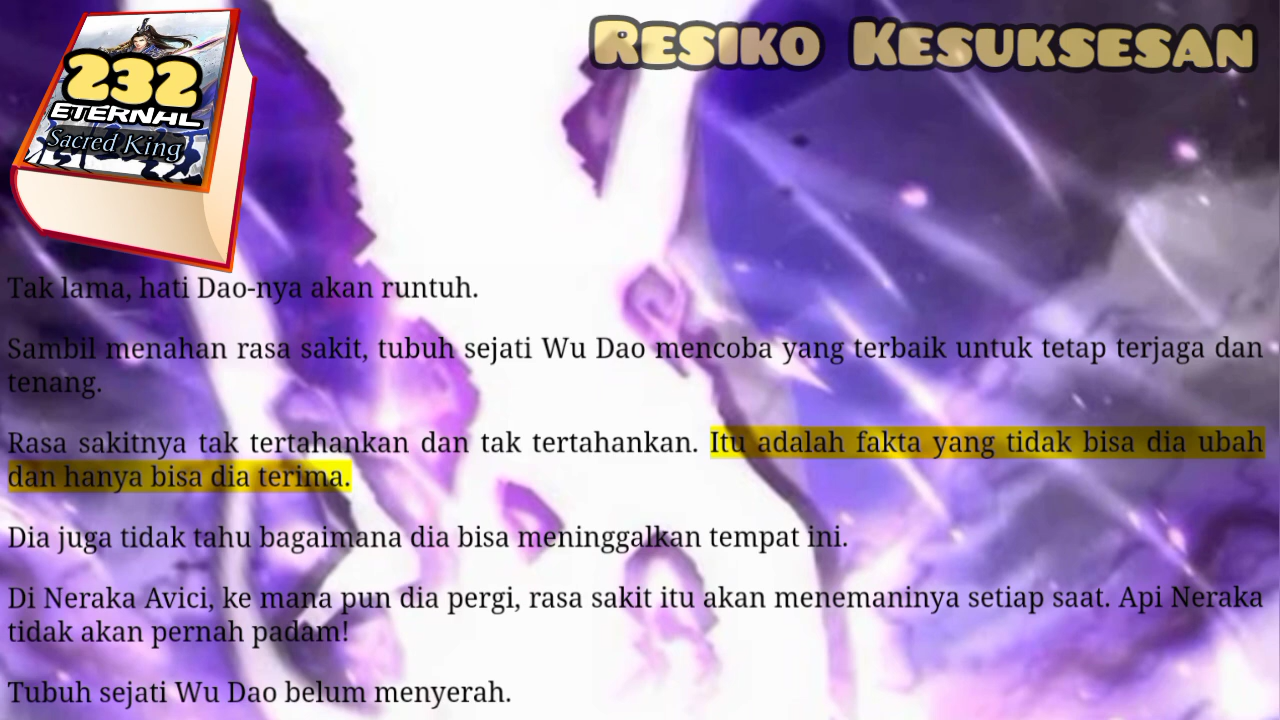 Resiko Kesuksesan
232
ETERNAL
Sacred King
Tak lama, hati Dao-nya akan runtuh.
Sambil menahan rasa sakit, tubuh sejati Wu Dao mencoba yang terbaik untuk tetap terjaga dan
tenang.
Rasa sakitnya tak tertahankan dan tak tertahankan. Itu adalah fakta yang tidak bisa dia ubah
dan hanya bisa dia terima.
Dia juga tidak tahu bagaimana dia bisa meninggalkan tempat ini.
Di Neraka Avici, ke mana pun dia pergi, rasa sakit itu akan menemaninya setiap saat. Api Neraka
tidak akan pernah padam!
Tubuh sejati Wu Dao belum menyerah.